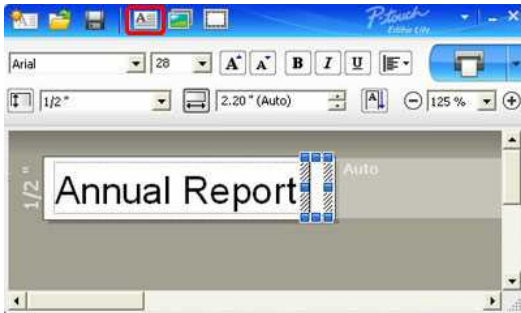 P-touch
Editor Lite
Arial 28 A A B I U
1/2" 2.20 " (Auto) A 125 %
1/2 "
Annual Report
Auto